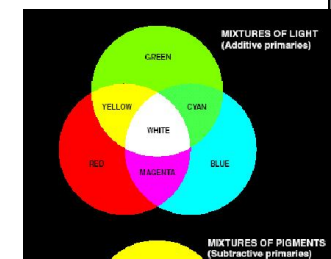 MIXTURES OF LIGHT
(Additive primaries)
GREEN
YELLOW
CYAN
WHITE
RED
BLUE
MAGENTA
MIXTURES OF PIGMENTS
(Subtractive primaries)